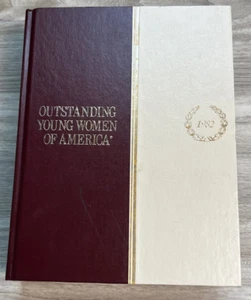 OUTSTANDING
YOUNG WOMEN
OF AMERICA*
1982